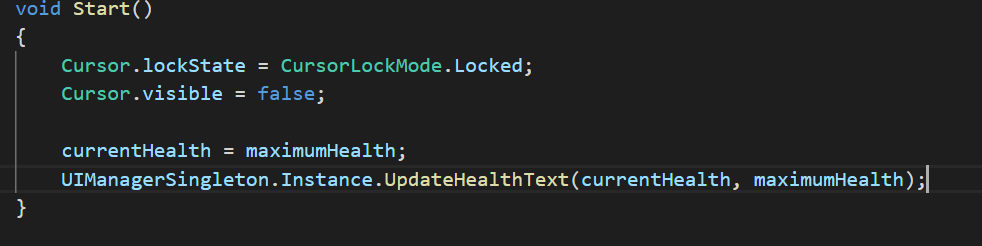 void Start()
{
Cursor.lockState = CursorLockMode.Locked;
Cursor.visible = false;
currentHealth = maximumHealth;
UIManagerSingleton.Instance.UpdateHealthText(currentHealth, maximumHealth);
}